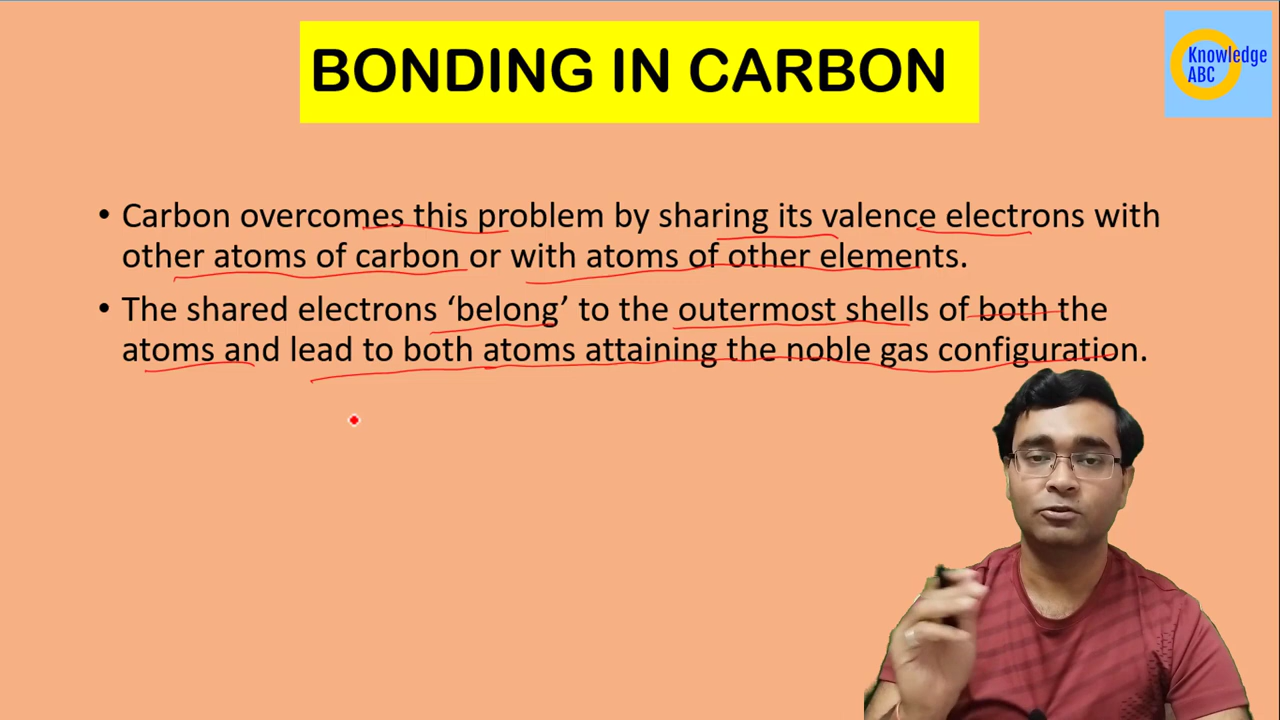 BONDING IN CARBON
Knowledge
ABC
• Carbon overcomes this problem by sharing its valence electrons with
other atoms of carbon or with atoms of other elements.
• The shared electrons ‘belong’ to the outermost shells of both the
atoms and lead to both atoms attaining the noble gas configuration.